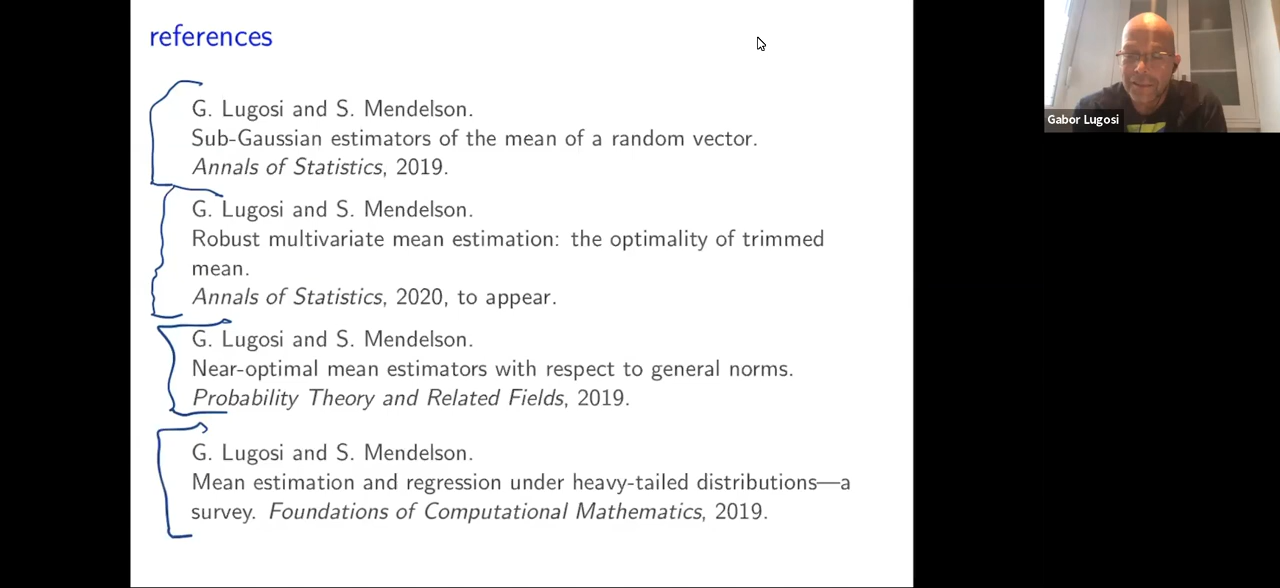 references
G. Lugosi and S. Mendelson.
Sub-Gaussian estimators of the mean of a random vector.
Annals of Statistics, 2019.
G. Lugosi and S. Mendelson.
Robust multivariate mean estimation: the optimality of trimmed
mean.
Annals of Statistics, 2020, to appear.
G. Lugosi and S. Mendelson.
Near-optimal mean estimators with respect to general norms.
Probability Theory and Related Fields, 2019.
G. Lugosi and S. Mendelson.
Mean estimation and regression under heavy-tailed distributions—a
survey. Foundations of Computational Mathematics, 2019.
Gabor Lugosi